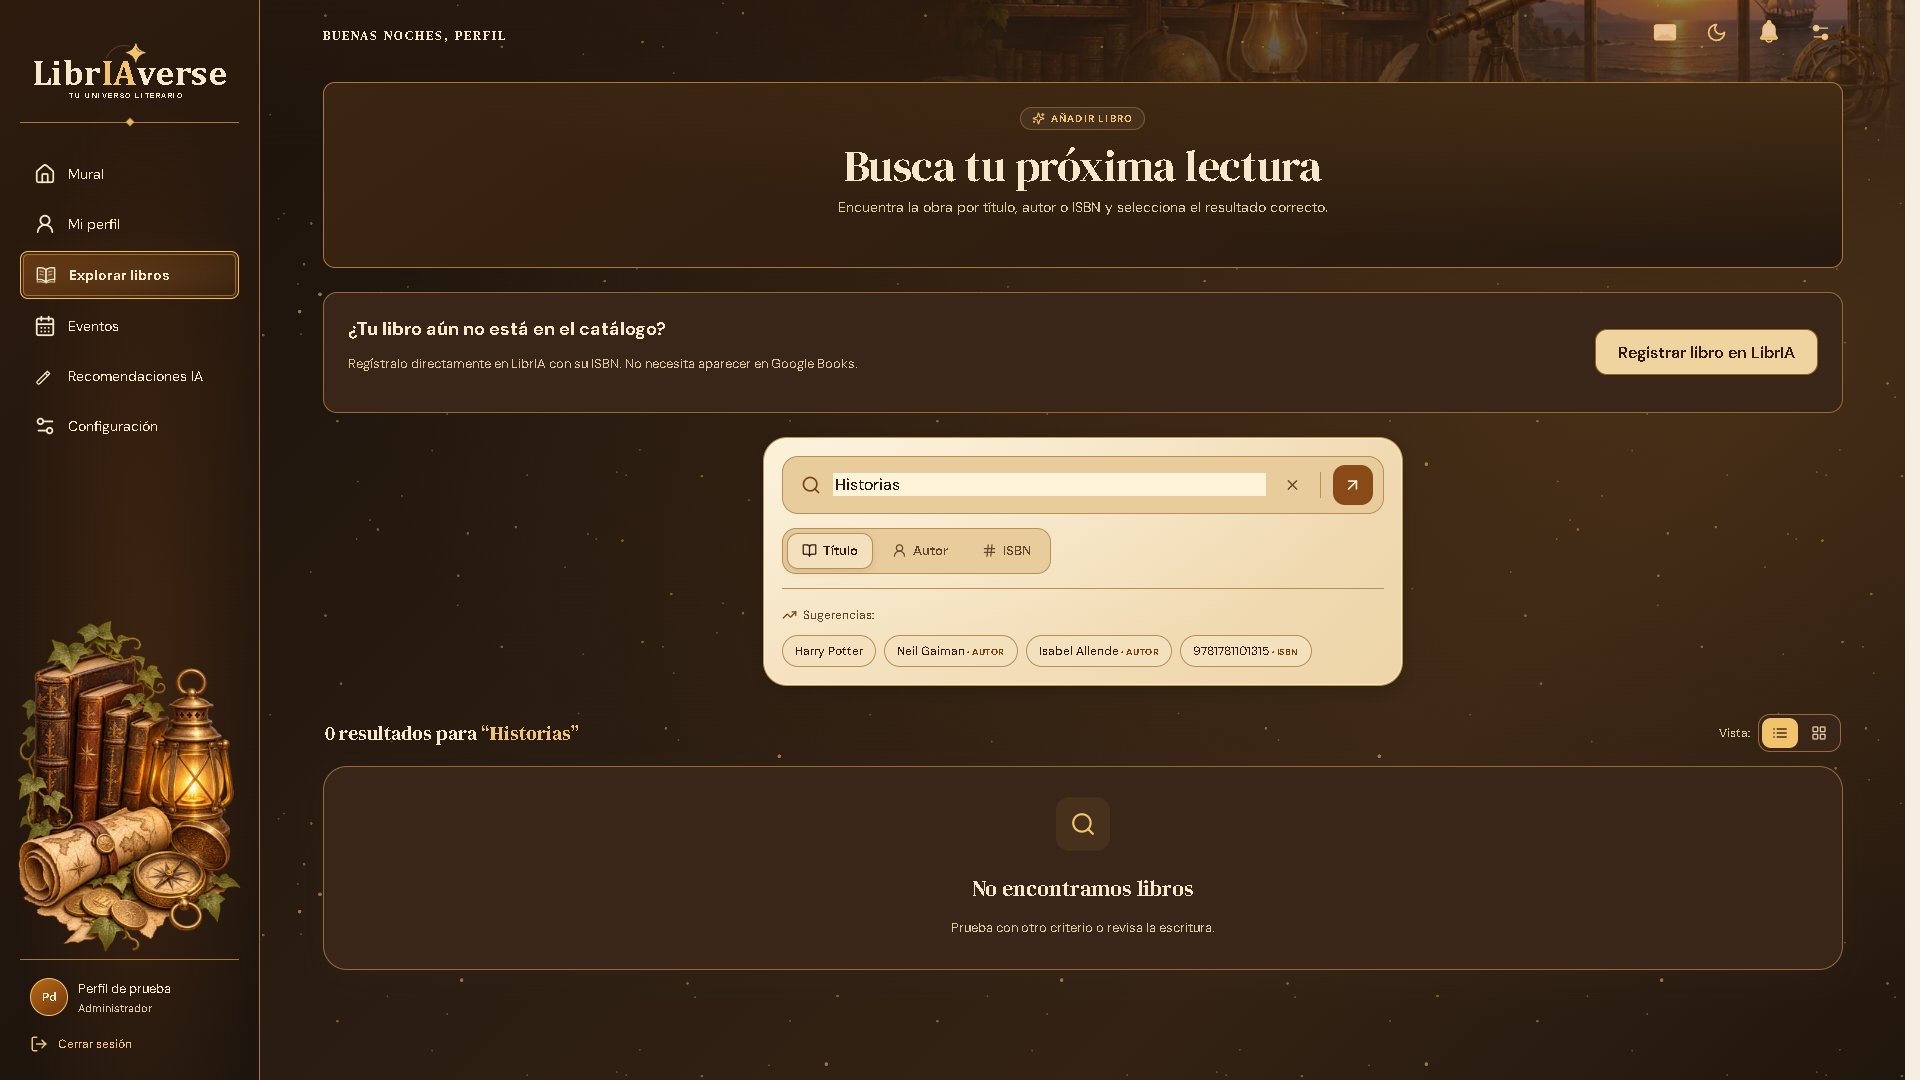 LibrIAverse
TU UNIVERSO LITERARIO
Mural
Mi perfil
Explorar libros
Eventos
Recomendaciones IA
Configuración
Pd
Perfil de prueba
Administrador
Cerrar sesión
BUENAS NOCHES, PERFIL
AÑADIR LIBRO
Busca tu próxima lectura
Encuentra la obra por título, autor o ISBN y selecciona el resultado correcto.
¿Tu libro aún no está en el catálogo?
Regístralo directamente en LibrIA con su ISBN. No necesita aparecer en Google Books.
Registrar libro en LibrIA
Historias
Título Autor ISBN
Sugerencias:
Harry Potter Neil Gaiman · AUTOR Isabel Allende · AUTOR 9781781101315 · ISBN
0 resultados para “Historias”
Vista:
No encontramos libros
Prueba con otro criterio o revisa la escritura.